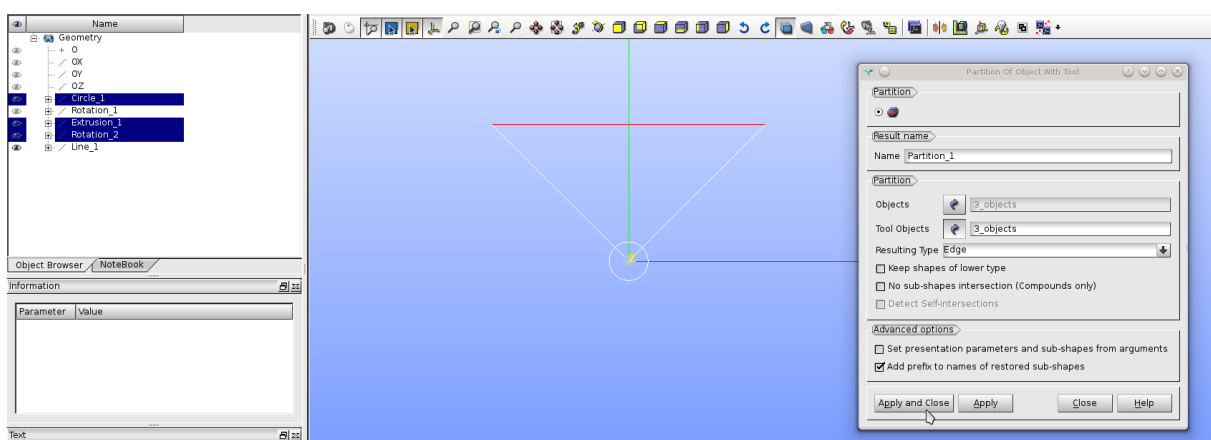 Name
Geometry
O
OX
OY
OZ
Circle_1
Rotation_1
Extrusion_1
Rotation_2
Line_1
Object Browser
NoteBook
Information
Parameter Value
Text
Z
Partition Of Object With Tool
Partition
Result name
Name Partition_1
Partition
Objects 3_objects
Tool Objects 3_objects
Resulting Type Edge
Keep shapes of lower type
No sub-shapes intersection (Compounds only)
Detect Self-intersections
Advanced options
Set presentation parameters and sub-shapes from arguments
Add prefix to names of restored sub-shapes
Apply and Close Apply Close Help